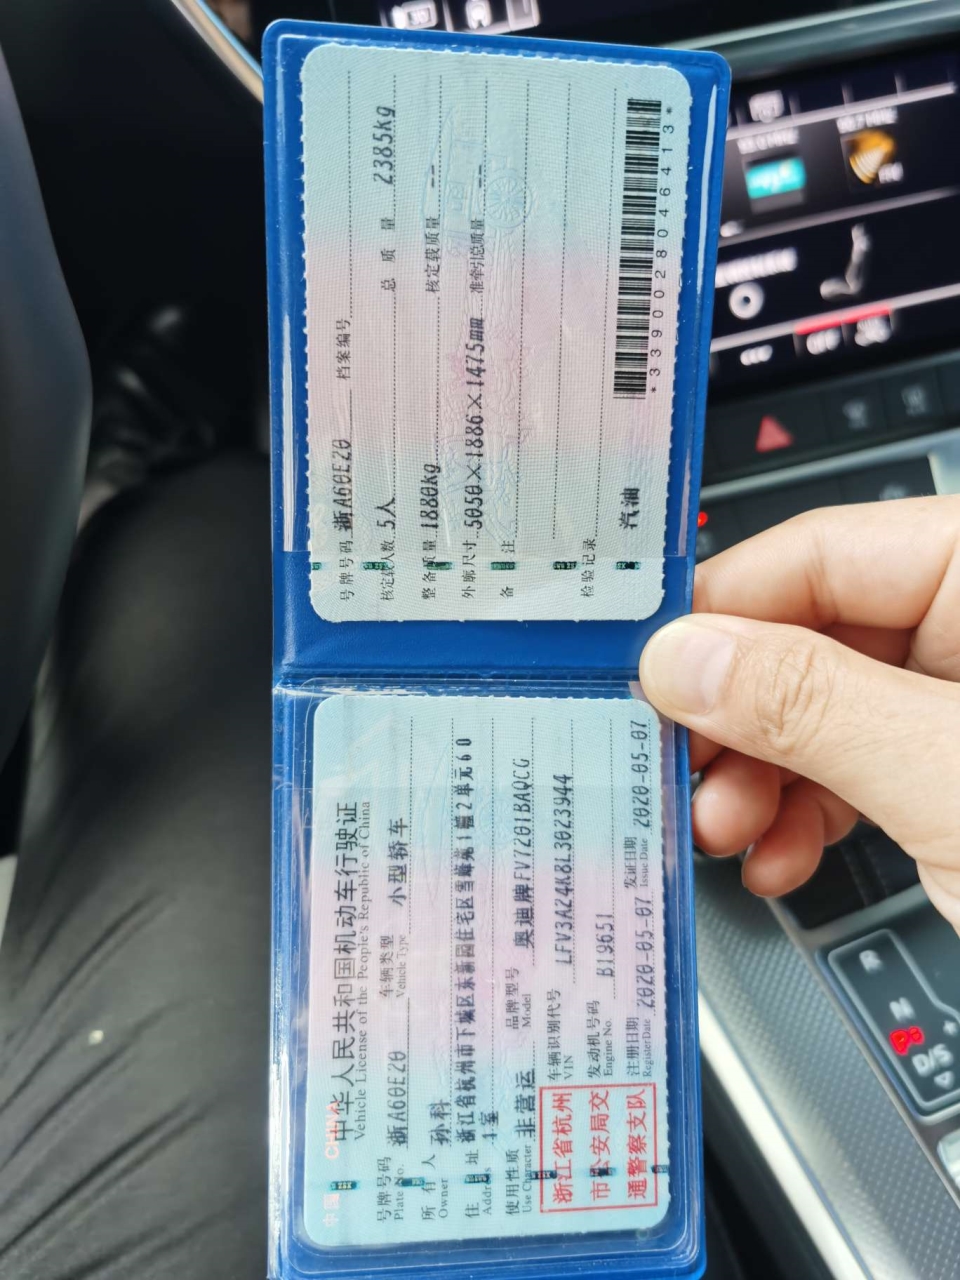 中华人民共和国机动车行驶证
Vehicle License of the People's Republic of China
号牌号码 浙A60E20 车辆类型 小型轿车
Plate No. Vehicle Type
所有人 孙科
Owner
住址 浙江省杭州市下城区东新园住宅区雪峰苑1幢2单元60
Address 1室
使用性质 非营运 品牌型号 奥迪牌FV7201BAQCG
Use Character Model
浙江省杭州
市公安局交
通警察支队
车辆识别代号 LFV3A24K8L3023944
VIN
发动机号码 B19651
Engine No.
注册日期 2020-05-07 发证日期 2020-05-07
Register Date Issue Date
号牌号码 浙A60E20 档案编号
核定载人数 5人 总质量 2385kg
整备质量 1880kg 核定载质量 --
外廓尺寸 5050×1886×1475mm 准牵引总质量 --
备注
检验记录
汽油
*3390028046413*
R
N
D/S
OFF